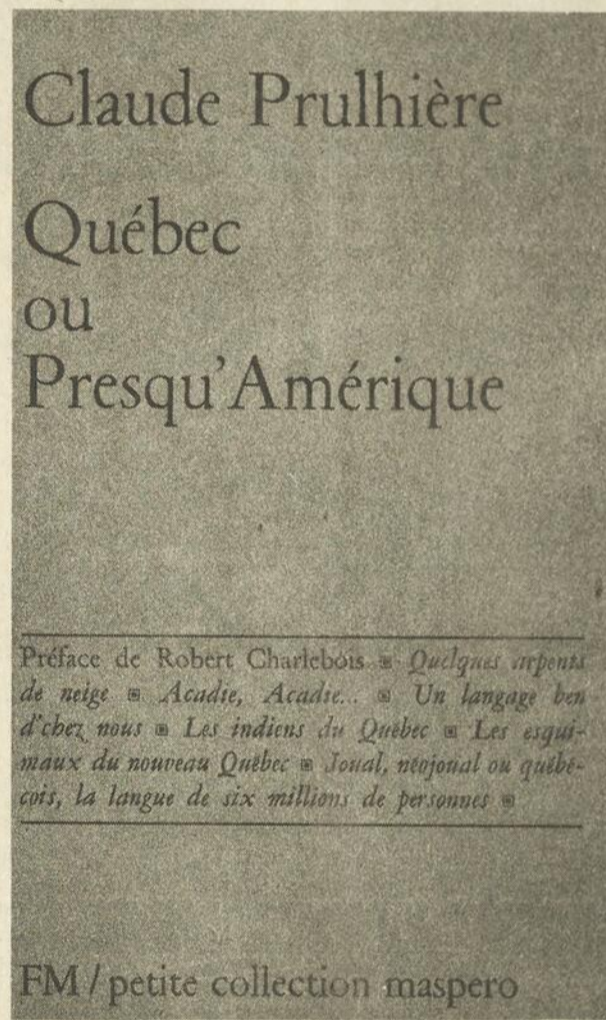 Claude Prulhière
Québec
ou
Presqu'Amérique
Préface de Robert Charlebois ▣ Quelques arpents
de neige ▣ Acadie, Acadie... ▣ Un langage ben
d'chez nous ▣ Les indiens du Québec ▣ Les esqui-
maux du nouveau Québec ▣ Joual, néojoual ou québé-
cois, la langue de six millions de personnes ▣
FM / petite collection maspero